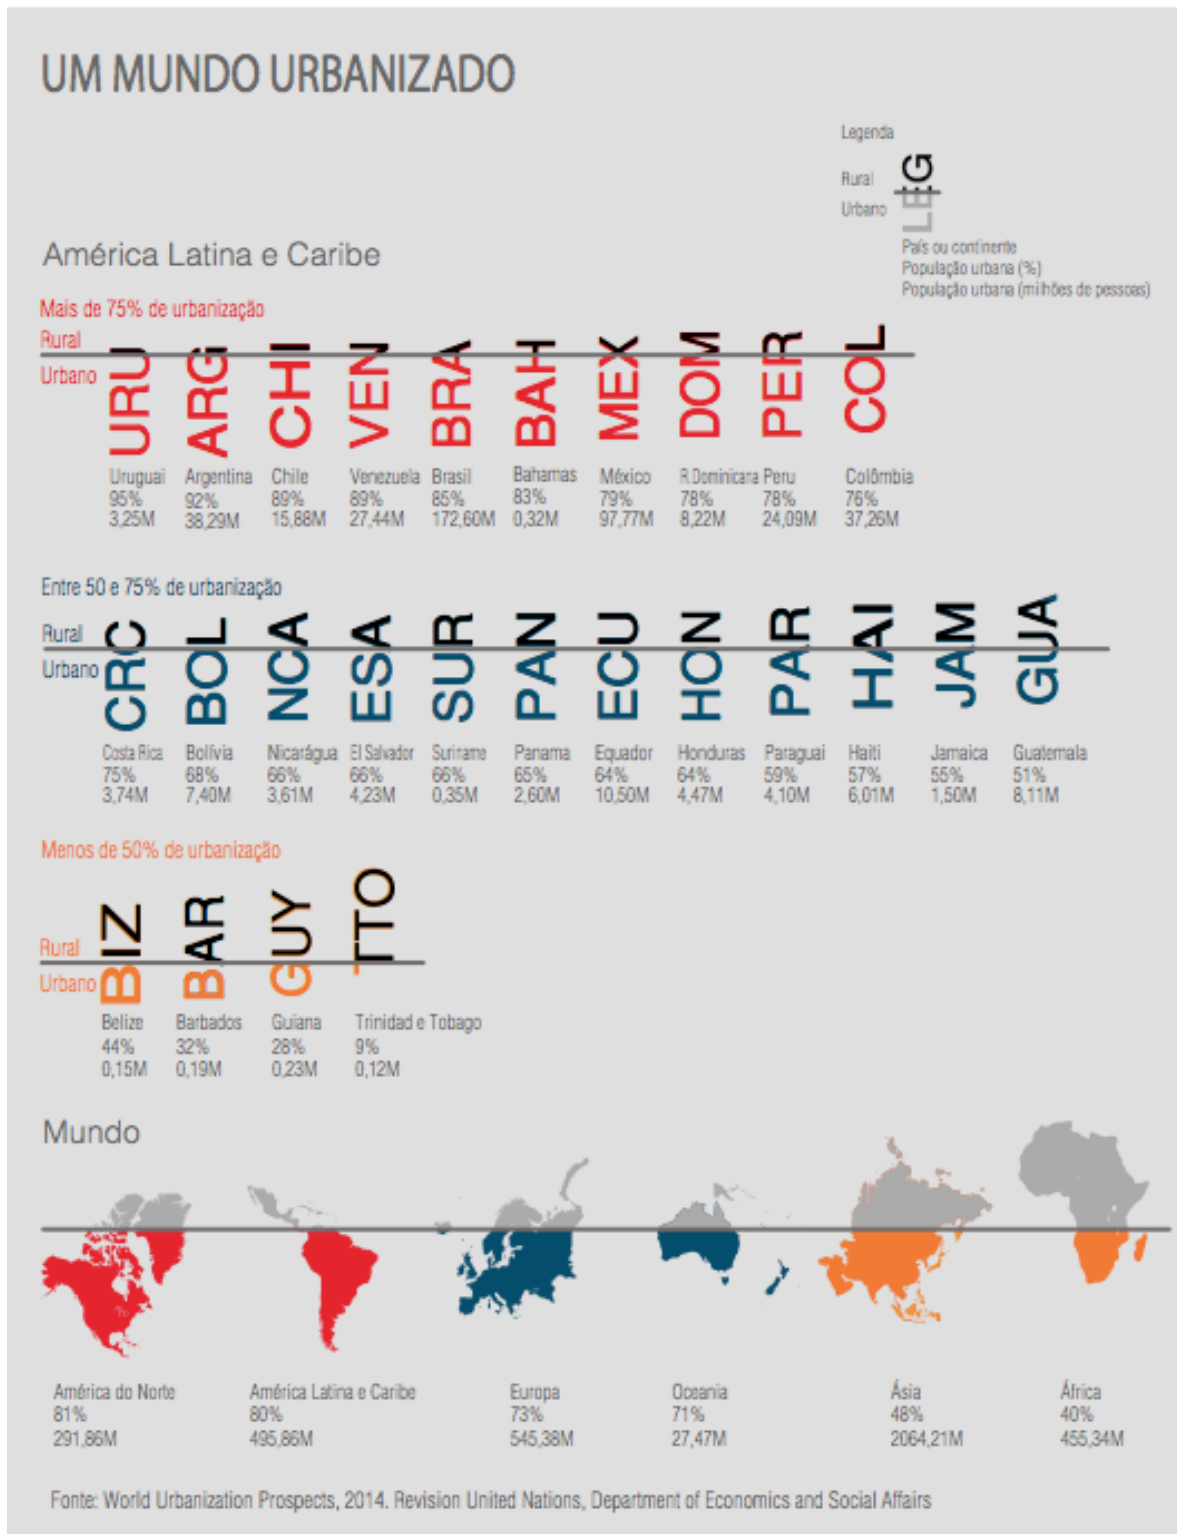 UM MUNDO URBANIZADO
Legenda
Rural
Urbano
LEG
País ou continente
População urbana (%)
População urbana (milhões de pessoas)
América Latina e Caribe
Mais de 75% de urbanização
Rural
Urbano
URU ARG CHI VEN BRA BAH MEX DOM PER COL
Uruguai Argentina Chile Venezuela Brasil Bahamas México R.Dominicana Peru Colômbia
95% 92% 89% 89% 85% 83% 79% 78% 78% 76%
3,25M 38,29M 15,88M 27,44M 172,60M 0,32M 97,77M 8,22M 24,09M 37,26M
Entre 50 e 75% de urbanização
Rural
Urbano
CRC BOL NCA ESA SUR PAN ECU HON PAR HAI JAM GUA
Costa Rica Bolívia Nicarágua El Salvador Suriname Panama Equador Honduras Paraguai Haiti Jamaica Guatemala
75% 68% 66% 66% 66% 65% 64% 64% 59% 57% 55% 51%
3,74M 7,40M 3,61M 4,23M 0,35M 2,60M 10,50M 4,47M 4,10M 6,01M 1,50M 8,11M
Menos de 50% de urbanização
Rural
Urbano
BIZ BAR GUY TTO
Belize Barbados Guiana Trinidad e Tobago
44% 32% 28% 9%
0,15M 0,19M 0,23M 0,12M
Mundo
América do Norte América Latina e Caribe Europa Oceania Ásia África
81% 80% 73% 71% 48% 40%
291,86M 495,86M 545,38M 27,47M 2064,21M 455,34M
Fonte: World Urbanization Prospects, 2014. Revision United Nations, Department of Economics and Social Affairs